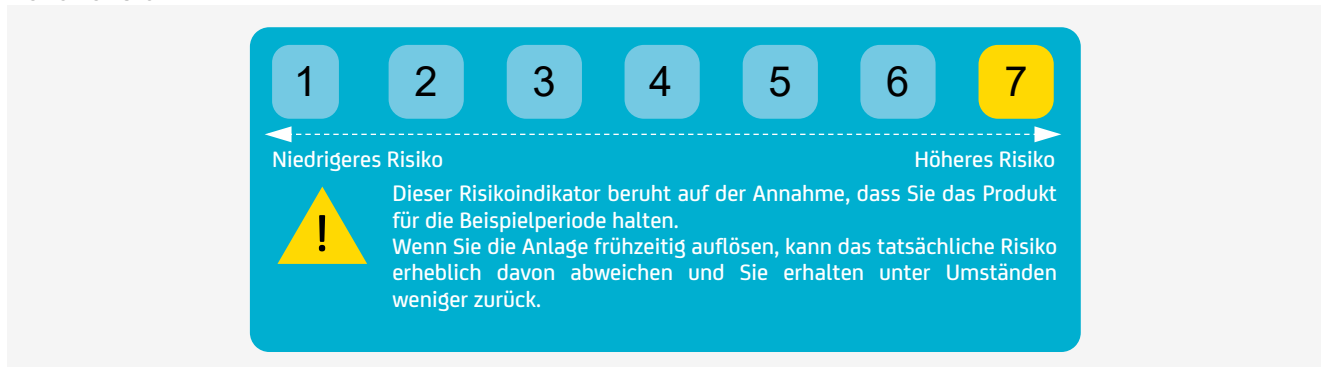 1 2 3 4 5 6 7
Niedrigeres Risiko Höheres Risiko
Dieser Risikoindikator beruht auf der Annahme, dass Sie das Produkt
für die Beispielperiode halten.
!
Wenn Sie die Anlage frühzeitig auflösen, kann das tatsächliche Risiko
erheblich davon abweichen und Sie erhalten unter Umständen
weniger zurück.